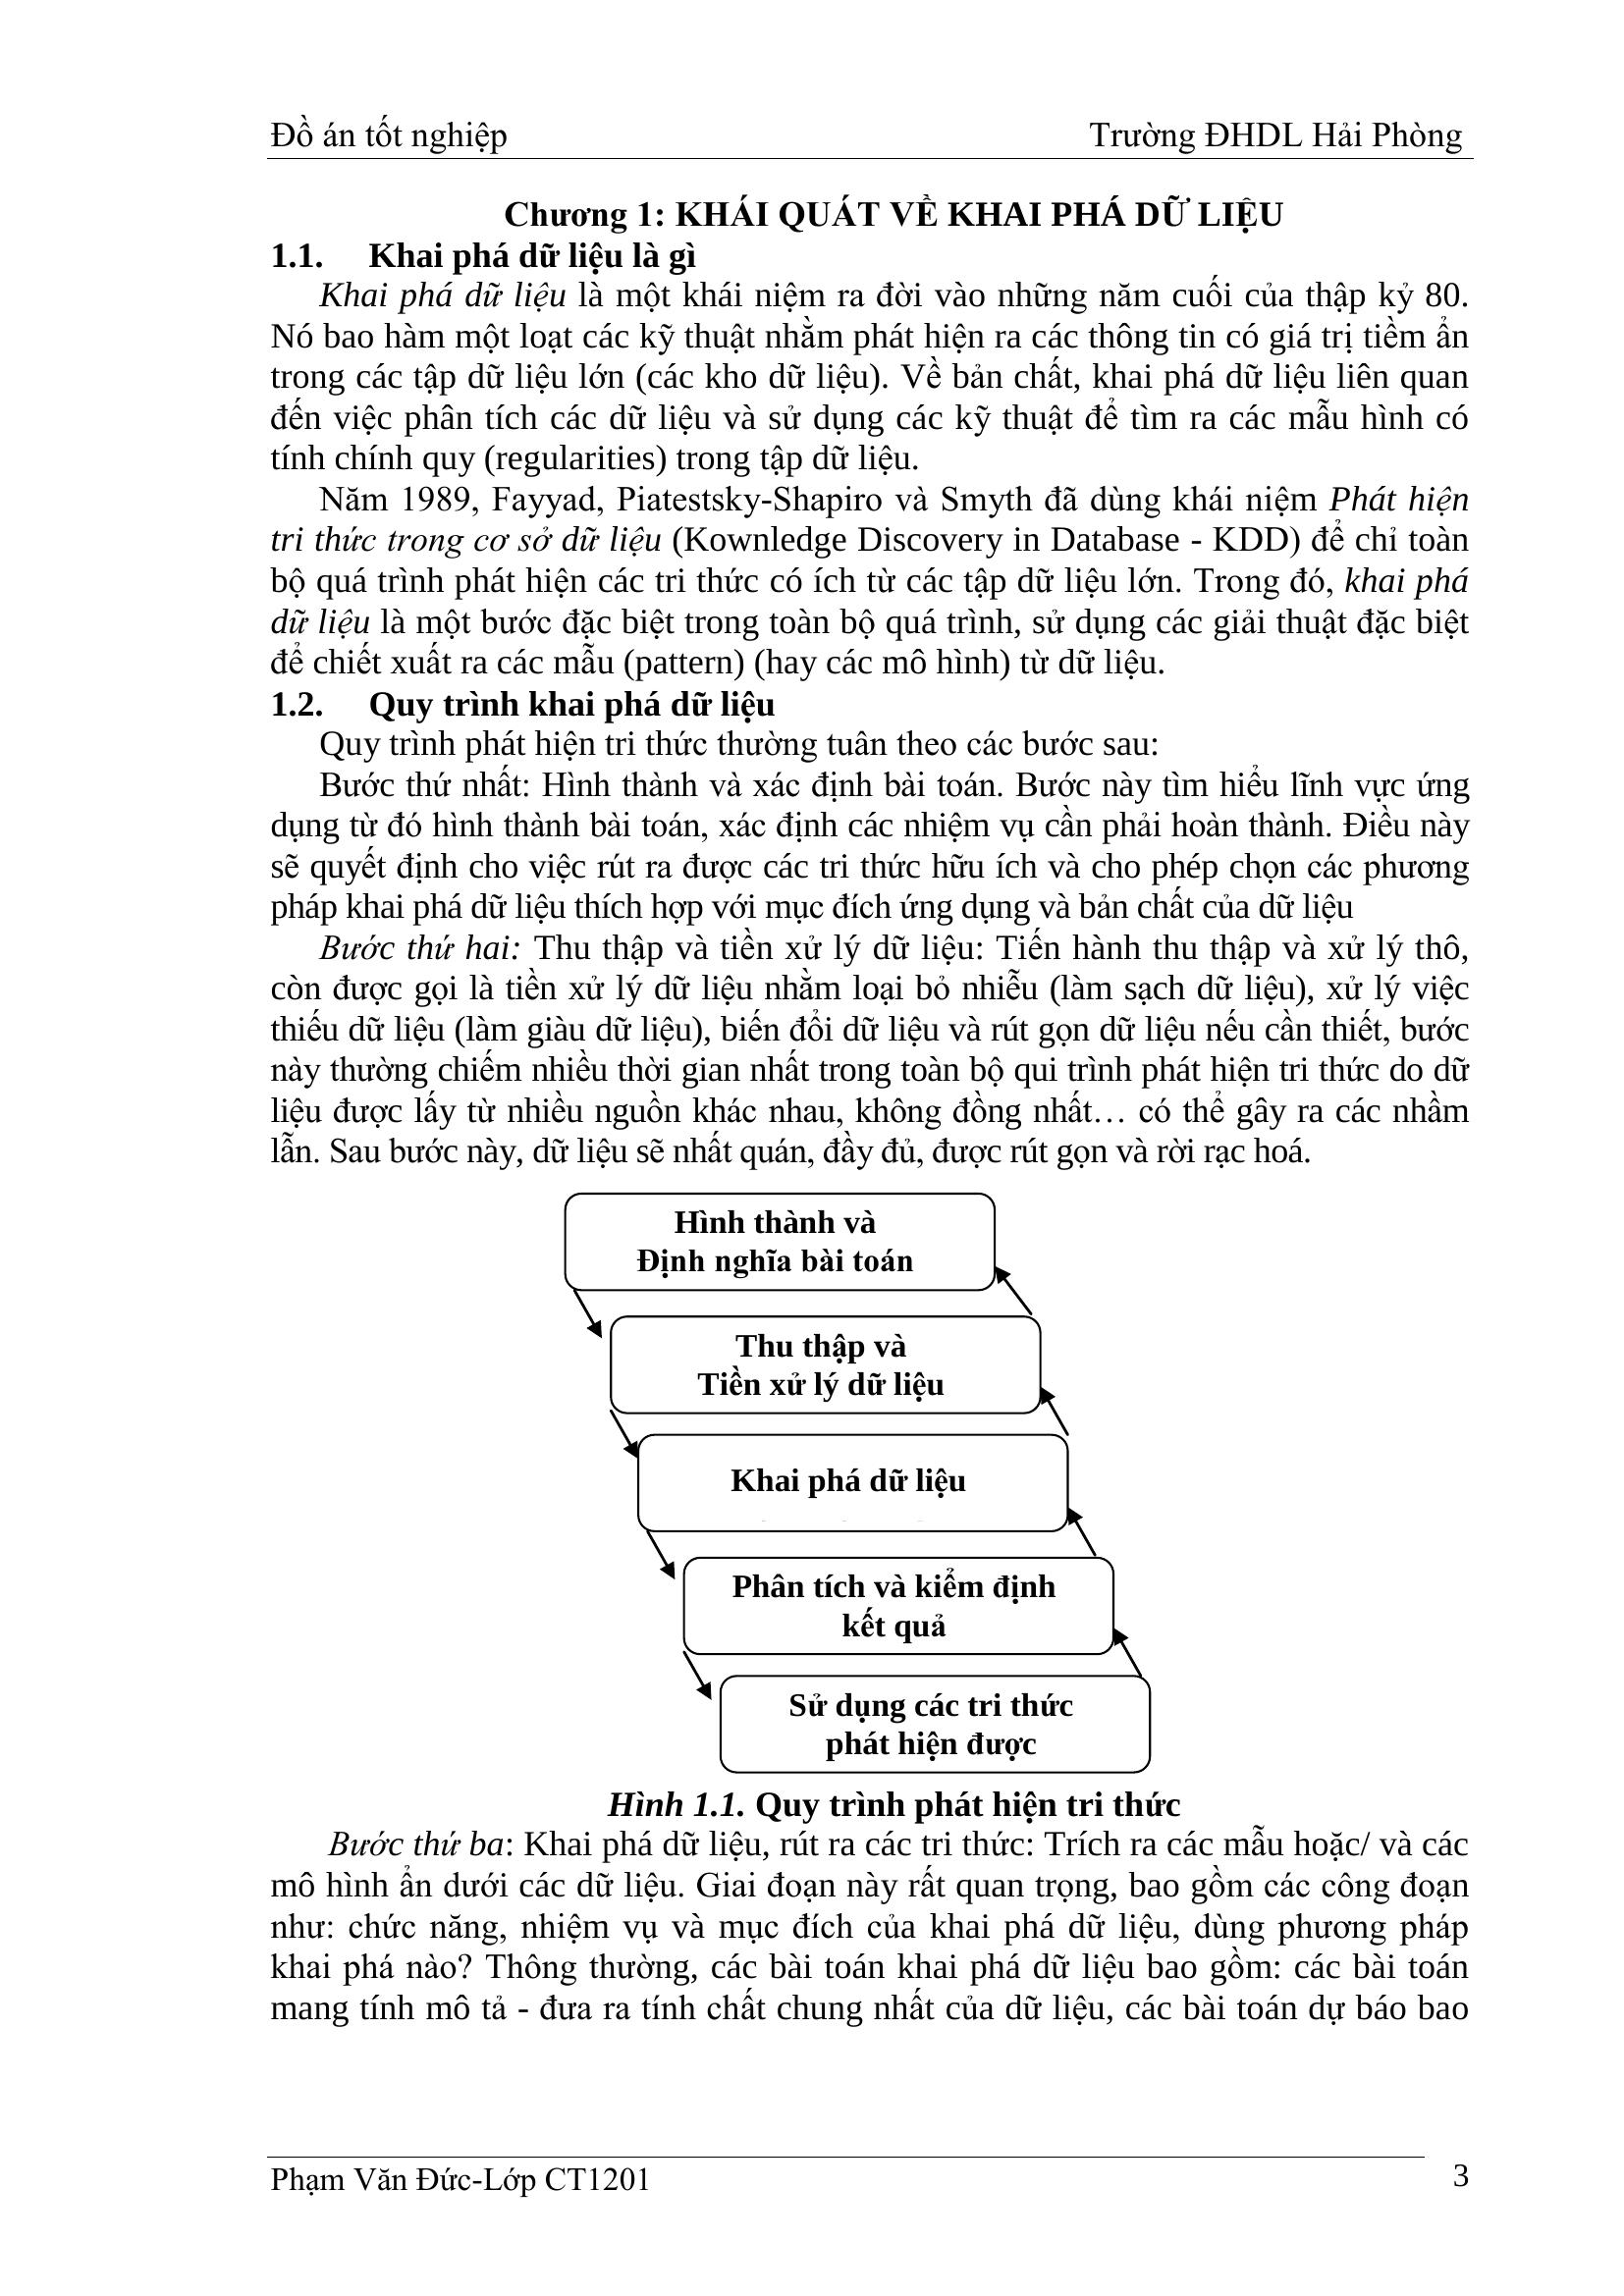 Đồ án tốt nghiệp Trường ĐHDL Hải Phòng
Chương 1: KHÁI QUÁT VỀ KHAI PHÁ DỮ LIỆU
1.1. Khai phá dữ liệu là gì
Khai phá dữ liệu là một khái niệm ra đời vào những năm cuối của thập kỷ 80.
Nó bao hàm một loạt các kỹ thuật nhằm phát hiện ra các thông tin có giá trị tiềm ẩn
trong các tập dữ liệu lớn (các kho dữ liệu). Về bản chất, khai phá dữ liệu liên quan
đến việc phân tích các dữ liệu và sử dụng các kỹ thuật để tìm ra các mẫu hình có
tính chính quy (regularities) trong tập dữ liệu.
Năm 1989, Fayyad, Piatestsky-Shapiro và Smyth đã dùng khái niệm Phát hiện
tri thức trong cơ sở dữ liệu (Kownledge Discovery in Database - KDD) để chỉ toàn
bộ quá trình phát hiện các tri thức có ích từ các tập dữ liệu lớn. Trong đó, khai phá
dữ liệu là một bước đặc biệt trong toàn bộ quá trình, sử dụng các giải thuật đặc biệt
để chiết xuất ra các mẫu (pattern) (hay các mô hình) từ dữ liệu.
1.2. Quy trình khai phá dữ liệu
Quy trình phát hiện tri thức thường tuân theo các bước sau:
Bước thứ nhất: Hình thành và xác định bài toán. Bước này tìm hiểu lĩnh vực ứng
dụng từ đó hình thành bài toán, xác định các nhiệm vụ cần phải hoàn thành. Điều này
sẽ quyết định cho việc rút ra được các tri thức hữu ích và cho phép chọn các phương
pháp khai phá dữ liệu thích hợp với mục đích ứng dụng và bản chất của dữ liệu
Bước thứ hai: Thu thập và tiền xử lý dữ liệu: Tiến hành thu thập và xử lý thô,
còn được gọi là tiền xử lý dữ liệu nhằm loại bỏ nhiễu (làm sạch dữ liệu), xử lý việc
thiếu dữ liệu (làm giàu dữ liệu), biến đổi dữ liệu và rút gọn dữ liệu nếu cần thiết, bước
này thường chiếm nhiều thời gian nhất trong toàn bộ qui trình phát hiện tri thức do dữ
liệu được lấy từ nhiều nguồn khác nhau, không đồng nhất… có thể gây ra các nhầm
lẫn. Sau bước này, dữ liệu sẽ nhất quán, đầy đủ, được rút gọn và rời rạc hoá.
Hình thành và
Định nghĩa bài toán
Thu thập và
Tiền xử lý dữ liệu
Khai phá dữ liệu
Phân tích và kiểm định
kết quả
Sử dụng các tri thức
phát hiện được
Hình 1.1. Quy trình phát hiện tri thức
Bước thứ ba: Khai phá dữ liệu, rút ra các tri thức: Trích ra các mẫu hoặc/ và các
mô hình ẩn dưới các dữ liệu. Giai đoạn này rất quan trọng, bao gồm các công đoạn
như: chức năng, nhiệm vụ và mục đích của khai phá dữ liệu, dùng phương pháp
khai phá nào? Thông thường, các bài toán khai phá dữ liệu bao gồm: các bài toán
mang tính mô tả - đưa ra tính chất chung nhất của dữ liệu, các bài toán dự báo bao
Phạm Văn Đức-Lớp CT1201 3